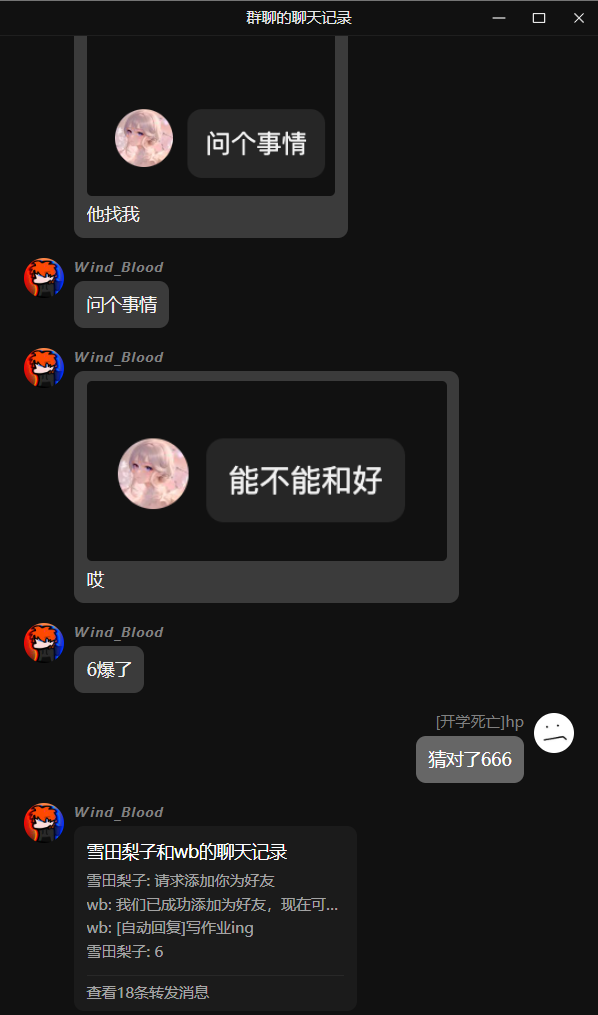 群聊的聊天记录
问个事情
他找我
Wind_Blood
问个事情
Wind_Blood
能不能和好
哎
Wind_Blood
6爆了
[开学死亡]hp
猜对了666
Wind_Blood
雪田梨子和wb的聊天记录
雪田梨子: 请求添加你为好友
wb: 我们已成功添加为好友，现在可...
wb: [自动回复]写作业ing
雪田梨子: 6
查看18条转发消息